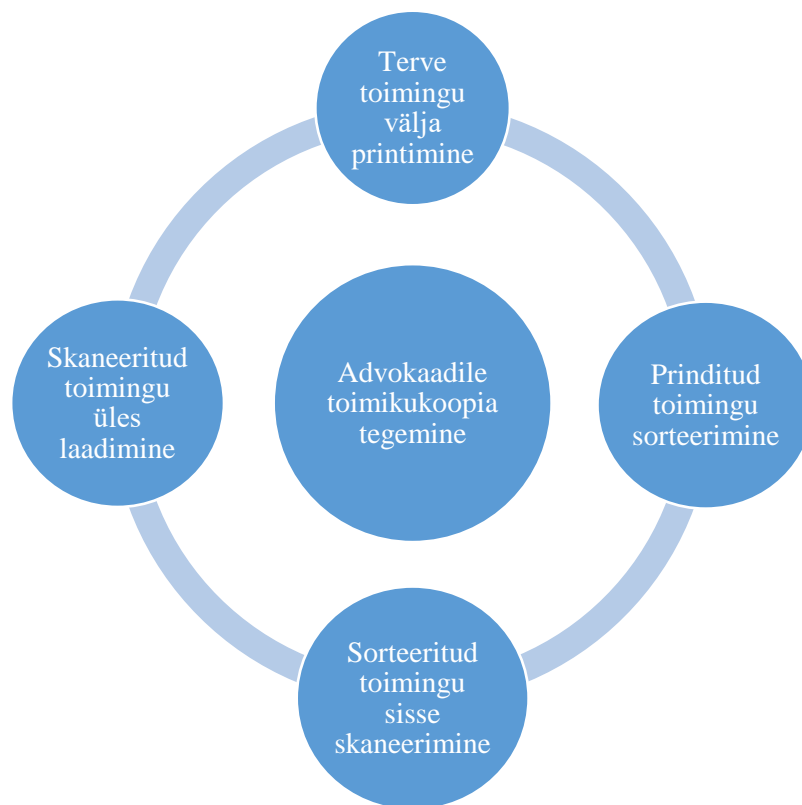 Terve
toimingu
välja
printimine
Skaneeritud
toimingu
üles
laadimine
Advokaadile
toimikukoopia
tegemine
Prinditud
toimingu
sorteerimine
Sorteeritud
toimingu
sisse
skaneerimine